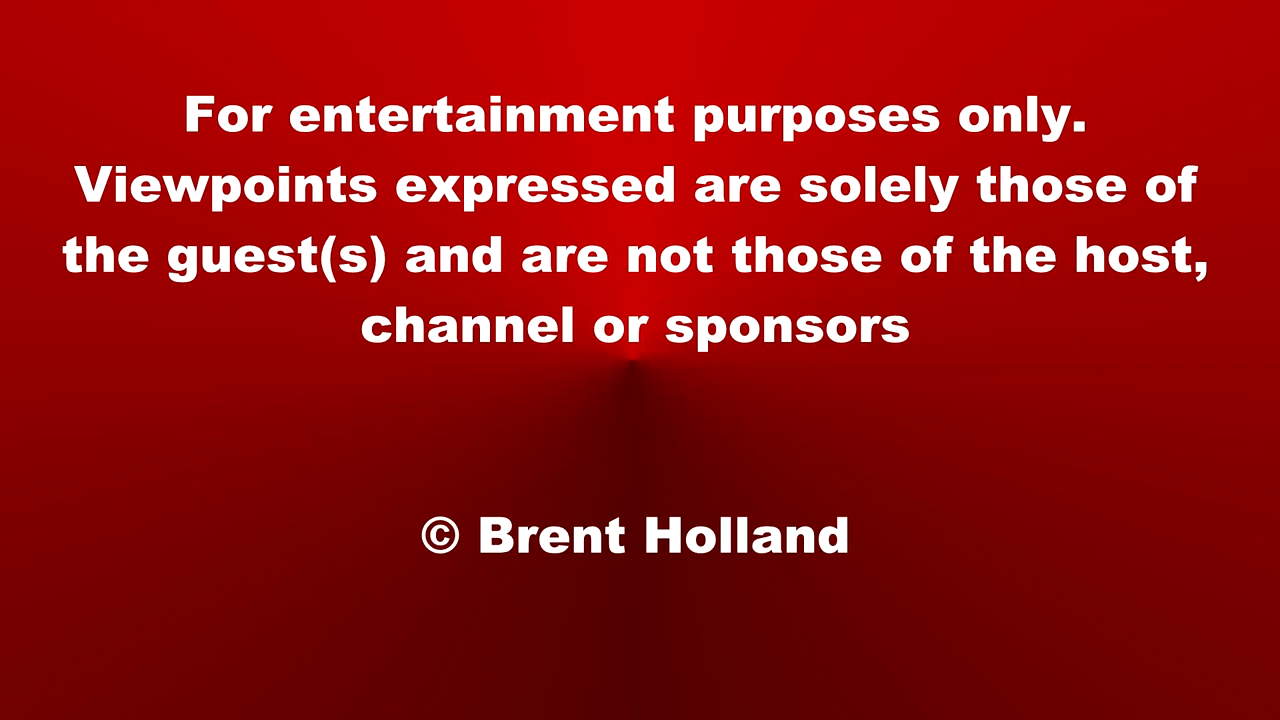 For entertainment purposes only.
Viewpoints expressed are solely those of
the guest(s) and are not those of the host,
channel or sponsors
© Brent Holland